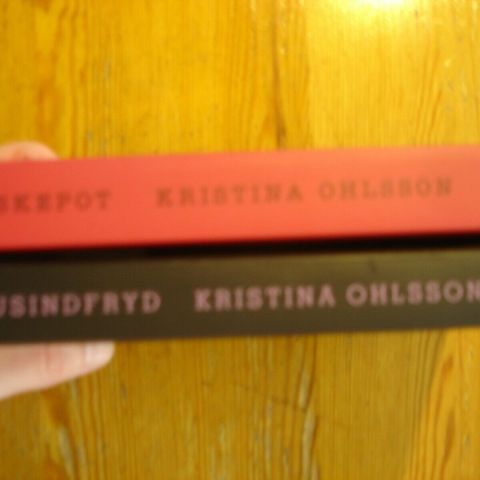 SKEPOT KRISTINA OHLSSON
USINDFRYD KRISTINA OHLSSON